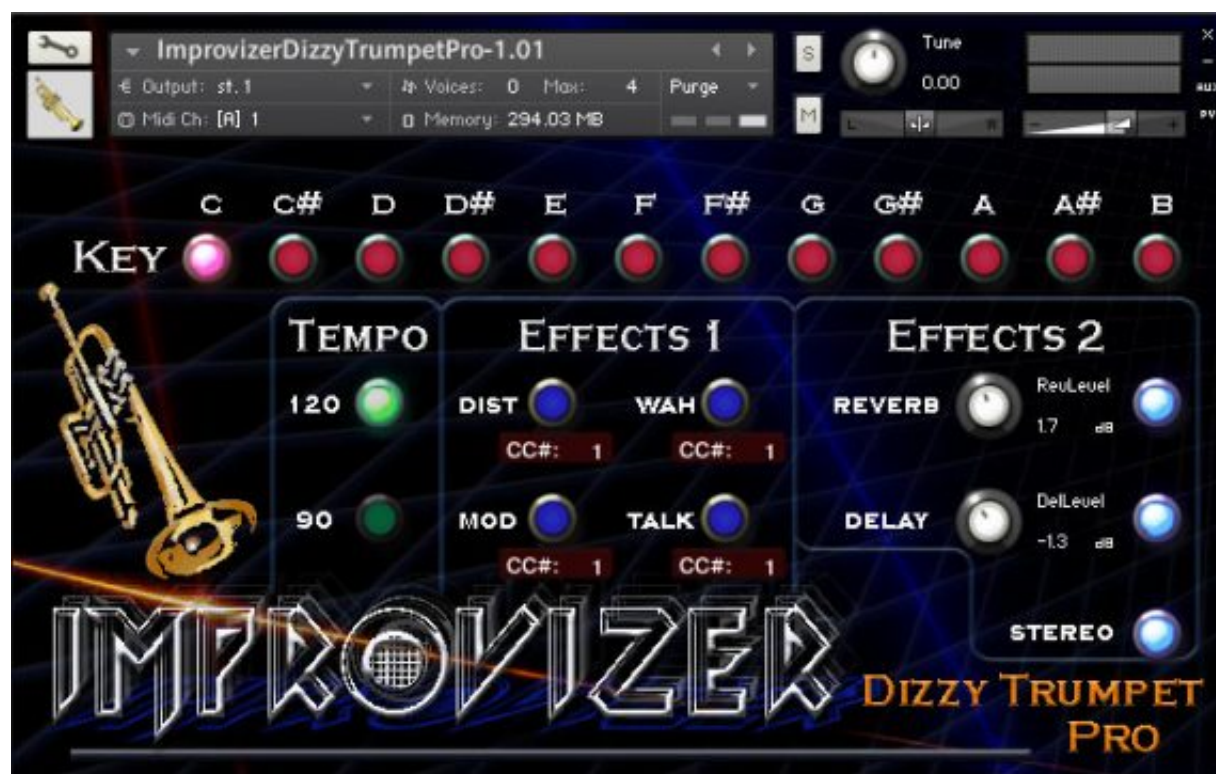 ImprovizerDizzyTrumpetPro-1.01
S
Tune
0.00
×
Output: st.1
Voices: 0 Max: 4
Purge
AUX
Midi Ch: [A] 1
Memory: 294.03 MB
M
L
R
- +
PV
C C# D D# E F F# G G# A A# B
KEY
TEMPO
EFFECTS 1
EFFECTS 2
120
DIST
WAH
REVERB
RevLevel
1.7 dB
CC#: 1
CC#: 1
90
MOD
TALK
DELAY
DelLevel
-1.3 dB
CC#: 1
CC#: 1
STEREO
IMPROVIZER
DIZZY TRUMPET
PRO